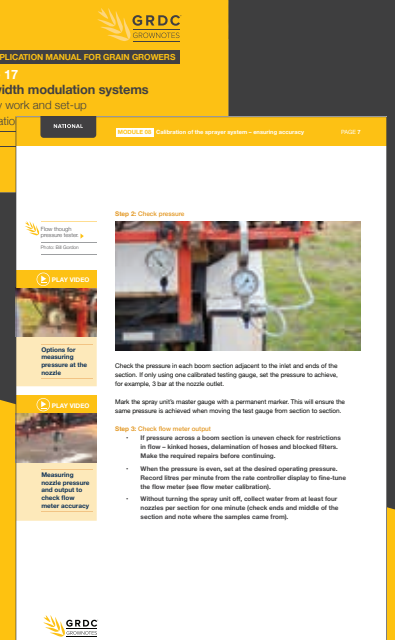 GRDC
GROWNOTES
PLICATION MANUAL FOR GRAIN GROWERS
17
idth modulation systems
work and set-up
NATIONAL
MODULE 06 Calibration of the sprayer system – ensuring accuracy
PAGE 7
Step 2: Check pressure
Flow though
pressure testes
Photo: Bill Gordon
PLAY VIDEO
Options for
measuring
pressure at the
nozzle
Check the pressure in each boom section adjacent to the inlet and ends of the
section. If only using one calibrated testing gauge, set the pressure to achieve,
for example, 3 bar at the nozzle outlet.
Mark the spray unit's master gauge with a permanent marker. This will ensure the
same pressure is achieved when moving the test gauge from section to section.
PLAY VIDEO
Measuring
nozzle pressure
and output to
check flow
meter accuracy
Step 3: Check flow meter output
• If pressure across a boom section is uneven check for restrictions
in flow – kinked hoses, delamination of hoses and blocked filters.
Make the required repairs before continuing.
• When the pressure is even, set at the desired operating pressure.
Record litres per minute from the rate controller display to fine-tune
the flow meter (see flow meter calibration).
• Without turning the spray unit off, collect water from at least four
nozzles per section for one minute (check ends and middle of the
section and note where the samples came from).
GRDC
GROWNOTES